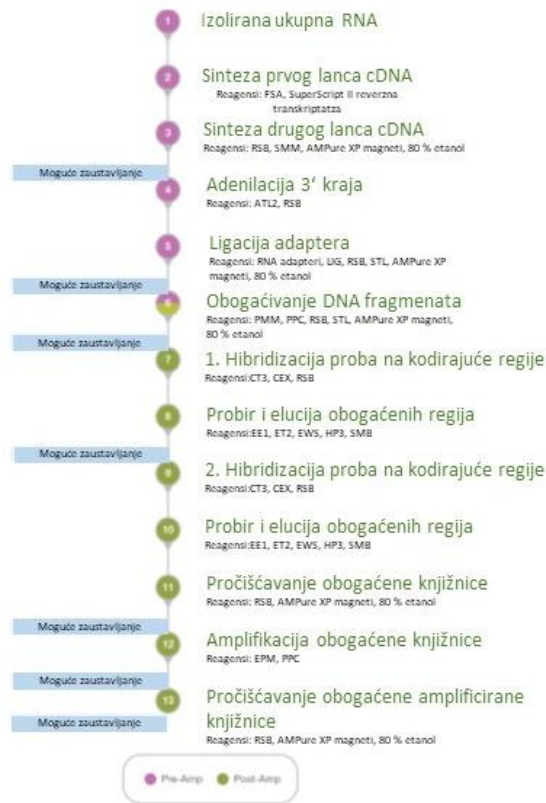 1
Izolirana ukupna RNA
2
Sinteza prvog lanca cDNA
Reagensi: FSA, SuperScript II reverzna
transkriptatza
3
Sinteza drugog lanca cDNA
Reagensi: RSB, SMM, AMPure XP magneti, 80 % etanol
Moguće zaustavljanje
4
Adenilacija 3' kraja
Reagensi: ATL2, RSB
5
Ligacija adaptera
Reagensi: RNA adapteri, LIG, RSB, STL, AMPure XP
magneti, 80 % etanol
Moguće zaustavljanje
6
Obogaćivanje DNA fragmenata
Reagensi: PMM, PPC, RSB, STL, AMPure XP magneti,
80 % etanol
Moguće zaustavljanje
7
1. Hibridizacija proba na kodirajuće regije
Reagensi:CT3, CEX, RSB
8
Probir i elucija obogaćenih regija
Reagensi:EE1, ET2, EWS, HP3, SMB
Moguće zaustavljanje
9
2. Hibridizacija proba na kodirajuće regije
Reagensi:CT3, CEX, RSB
10
Probir i elucija obogaćenih regija
Reagensi:EE1, ET2, EWS, HP3, SMB
11
Pročišćavanje obogaćene knjižnice
Reagensi: RSB, AMPure XP magneti, 80 % etanol
Moguće zaustavljanje
12
Amplifikacija obogaćene knjižnice
Reagensi: EPM, PPC
Moguće zaustavljanje
13
Pročišćavanje obogaćene amplificirane
knjižnice
Moguće zaustavljanje
Reagensi: RSB, AMPure XP magneti, 80 % etanol
Pre-Amp Post-Amp